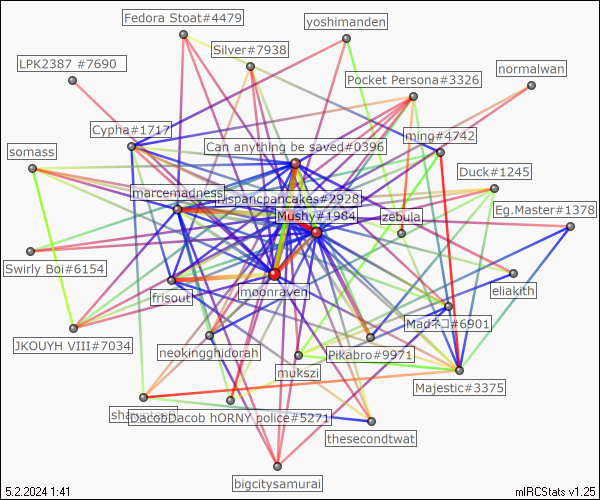 Fedora Stoat#4479
yoshimanden
Silver#7938
LPK2387 #7690
normalwan
Pocket Persona#3326
Cypha#1717
ming#4742
Can anything be saved#0396
somass
Duck#1245
marcemadness
hispancpancakes#2928
Mushy#1984
zebula
Eg.Master#1378
Swirly Boi#6154
frisout
moonraven
eliakith
Madネコ#6901
JKOUYH VIII#7034
neokingghidorah
Pikabro#9971
mukszi
Majestic#3375
DacobDacob hORNY police#5271
thesecondtwat
bigcitysamurai
5.2.2024 1:41
mIRCStats v1.25